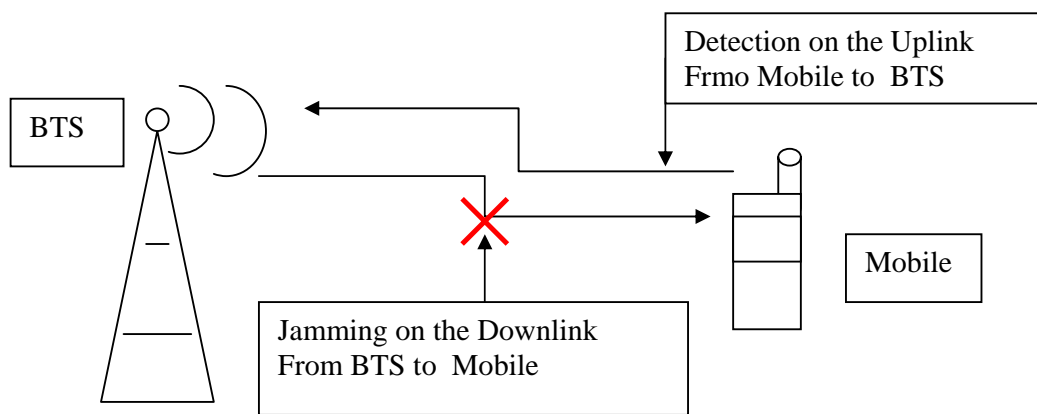 Detection on the Uplink
Frmo Mobile to BTS
BTS
Mobile
Jamming on the Downlink
From BTS to Mobile